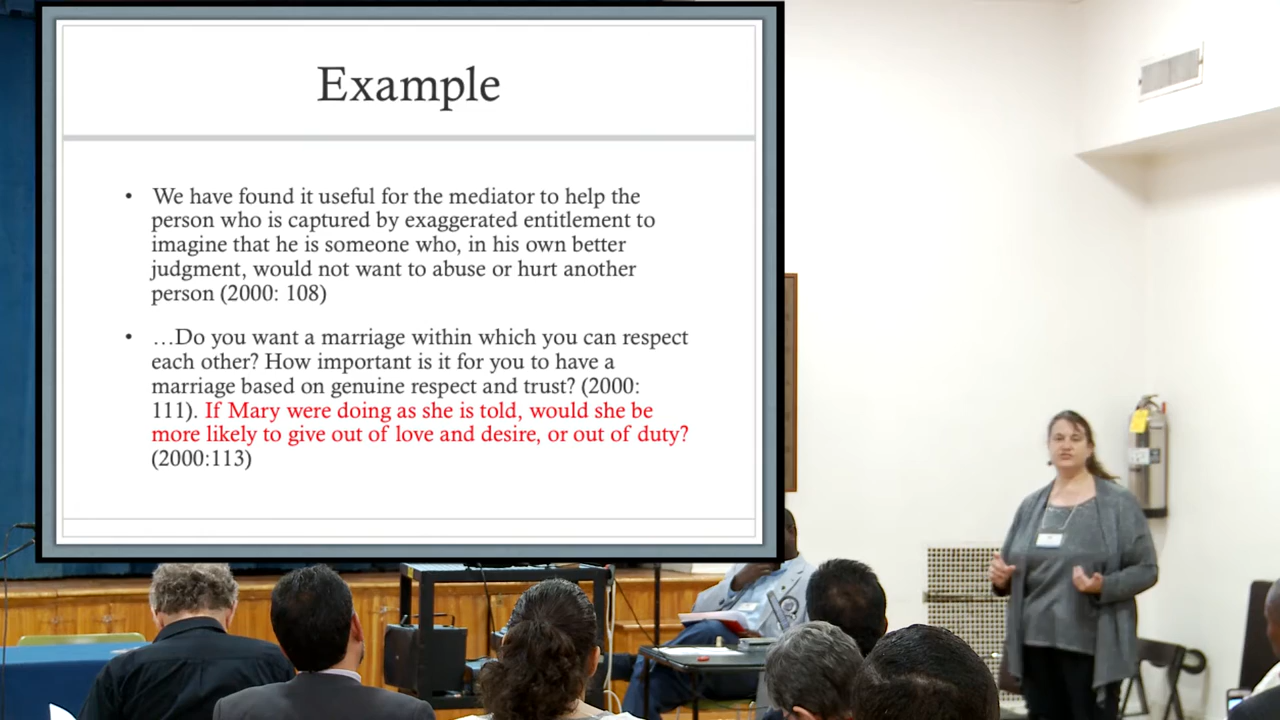 Example
• We have found it useful for the mediator to help the
person who is captured by exaggerated entitlement to
imagine that he is someone who, in his own better
judgment, would not want to abuse or hurt another
person (2000: 108)
• …Do you want a marriage within which you can respect
each other? How important is it for you to have a
marriage based on genuine respect and trust? (2000:
111). If Mary were doing as she is told, would she be
more likely to give out of love and desire, or out of duty?
(2000:113)